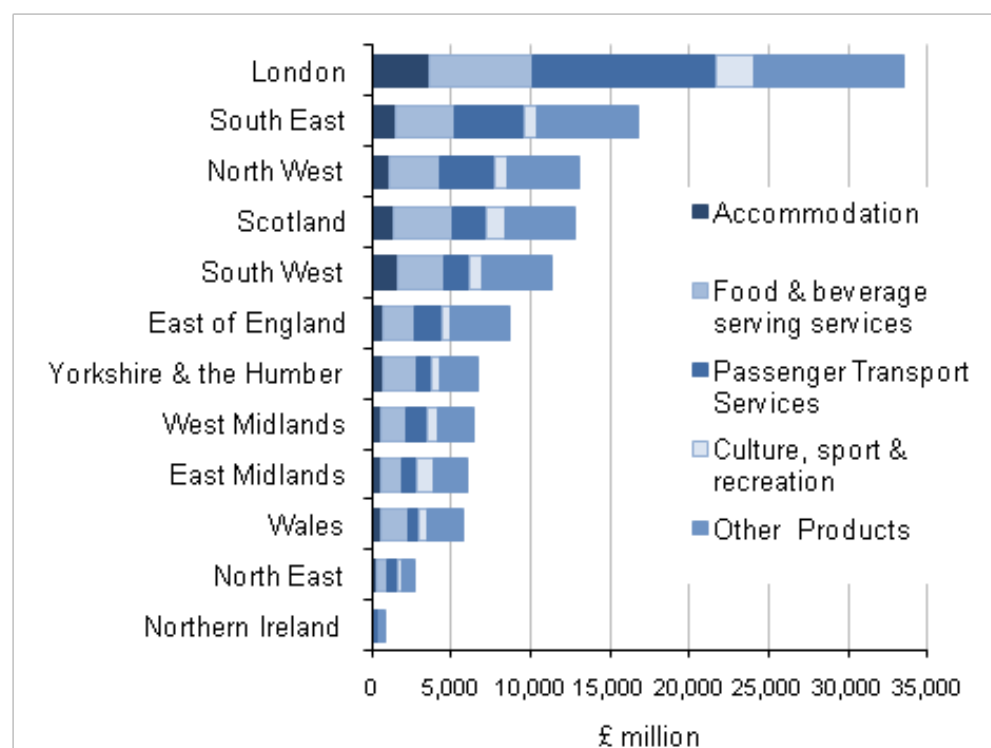 London
South East
North West
Scotland
South West
East of England
Yorkshire & the Humber
West Midlands
East Midlands
Wales
North East
Northern Ireland
Accommodation
Food & beverage
serving services
Passenger Transport
Services
Culture, sport &
recreation
Other Products
0 5,000 10,000 15,000 20,000 25,000 30,000 35,000
£ million